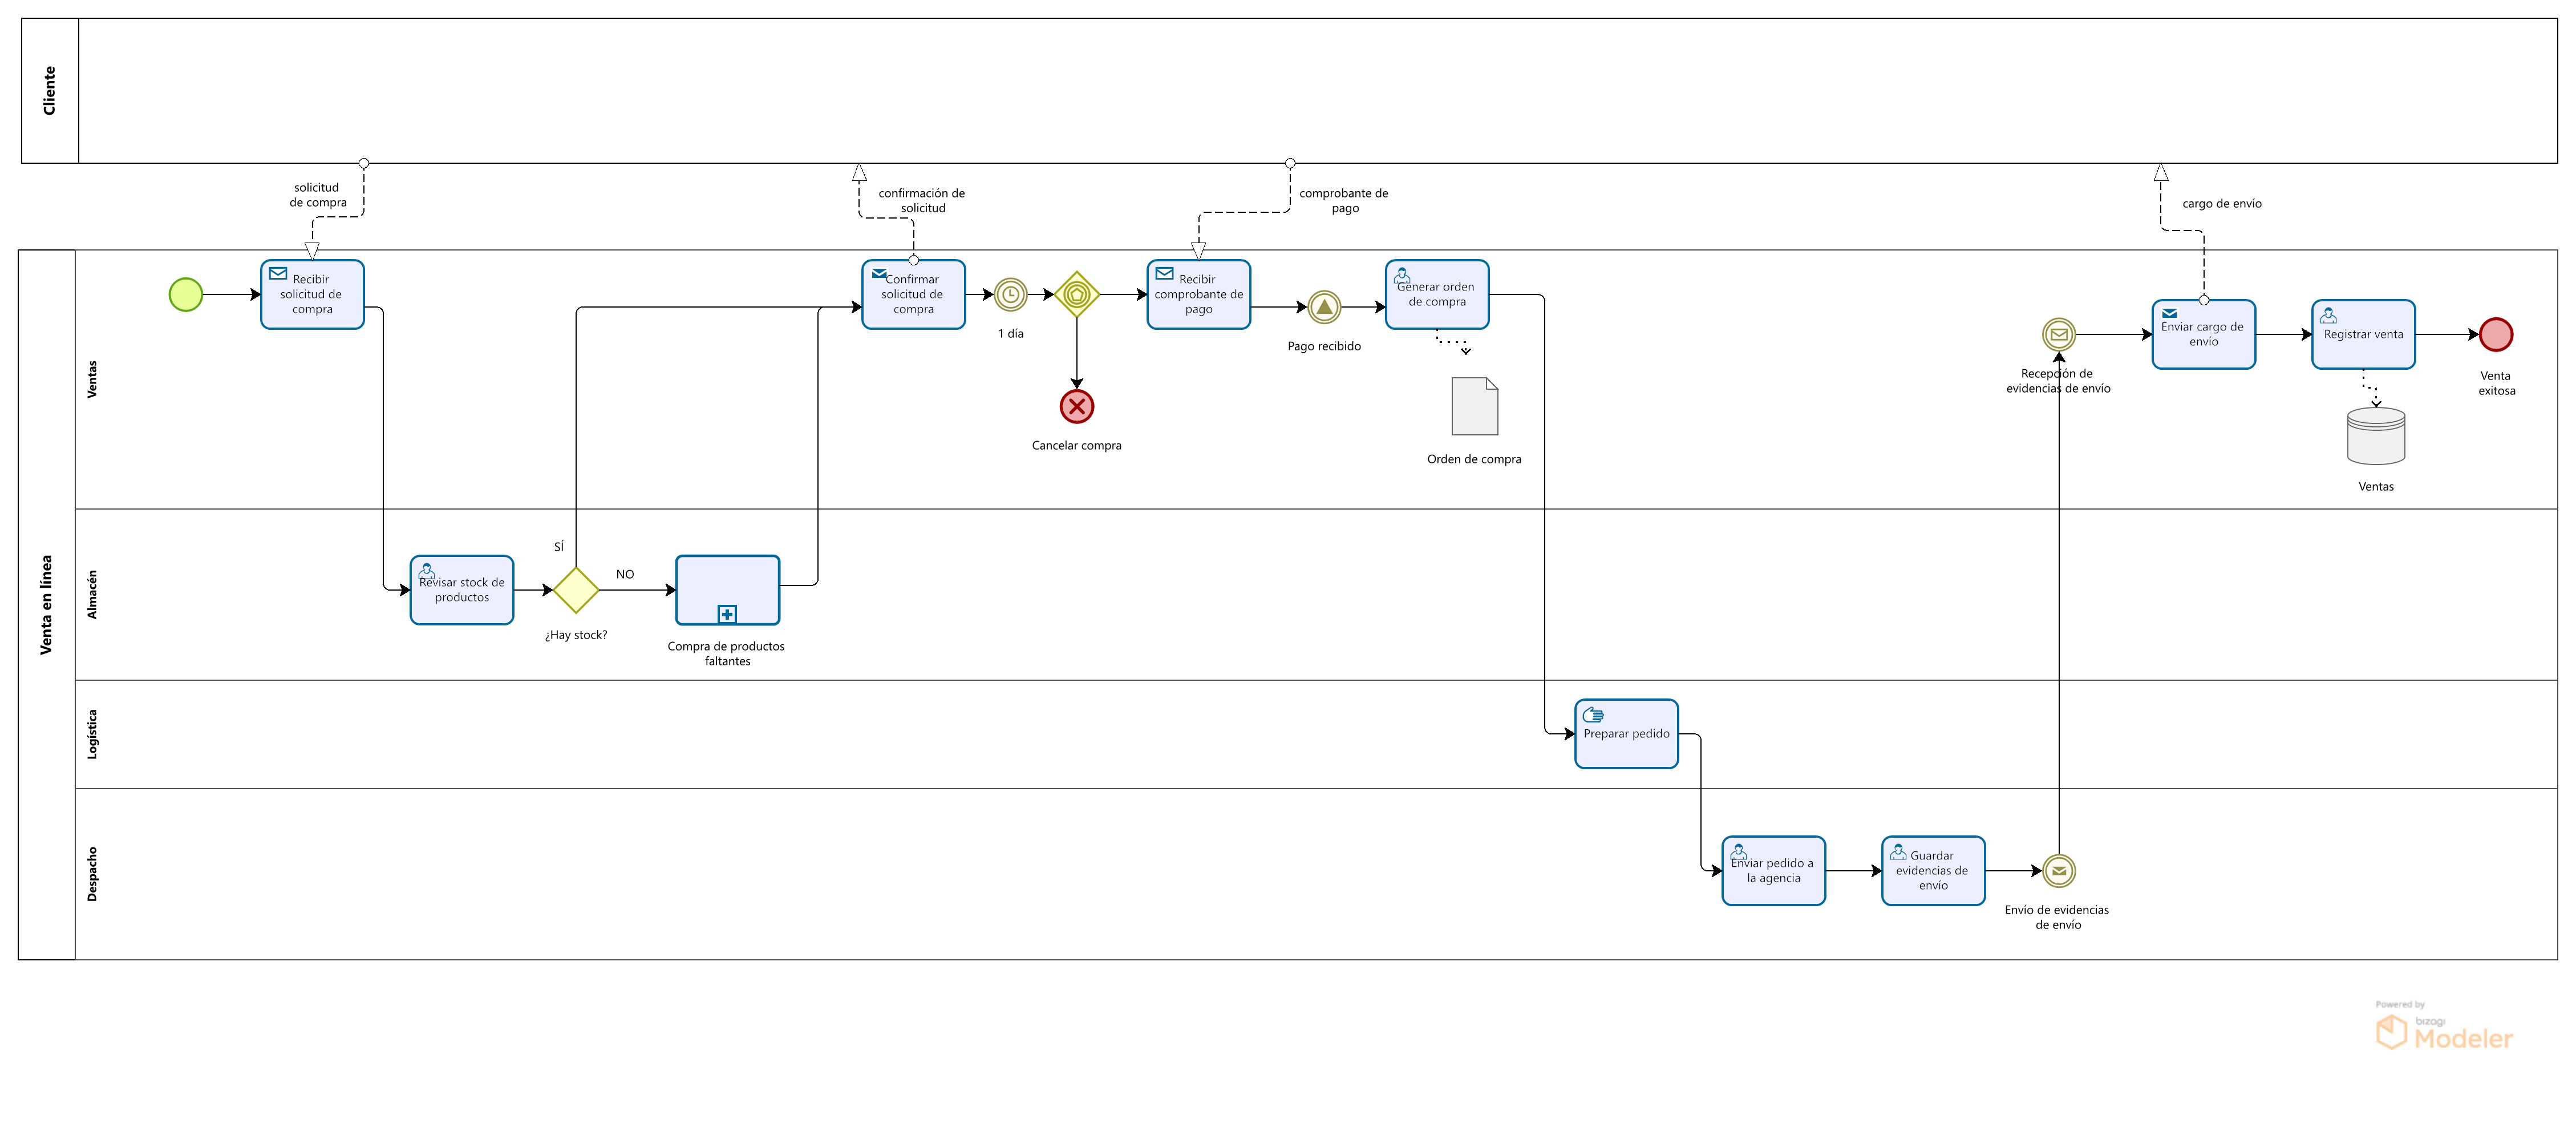 Cliente
solicitud
de compra
confirmación de
solicitud
comprobante de
pago
cargo de envío
Venta en línea
Ventas
Recibir
solicitud de
compra
Confirmar
solicitud de
compra
1 día
Cancelar compra
Recibir
comprobante de
pago
Pago recibido
Generar orden
de compra
Orden de compra
Recepción de
evidencias de envío
Enviar cargo de
envío
Registrar venta
Ventas
Venta
exitosa
Almacén
Revisar stock de
productos
SÍ
NO
¿Hay stock?
Compra de productos
faltantes
Logística
Preparar pedido
Despacho
Enviar pedido a
la agencia
Guardar
evidencias de
envío
Envío de evidencias
de envío
Powered by
bizagi
Modeler